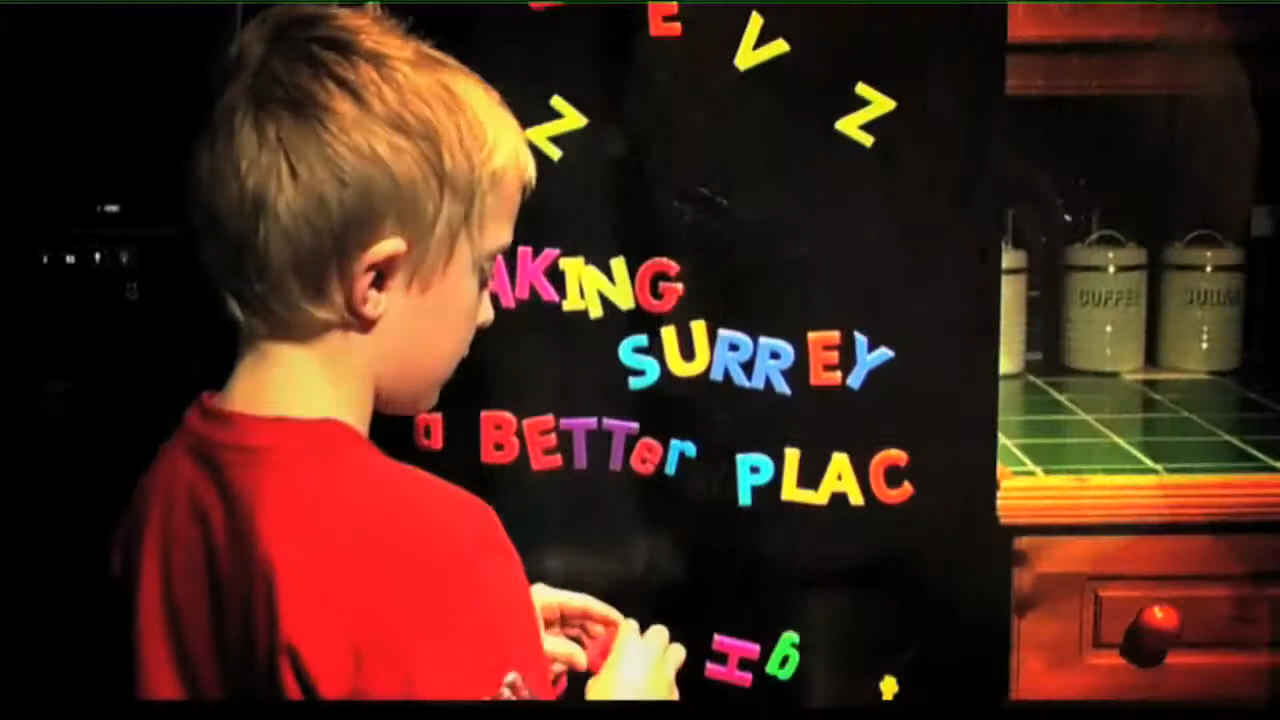 E
V
Z Z
AKING
SURREY
a BETTer PLAC
COFFEE SUGAR
H g